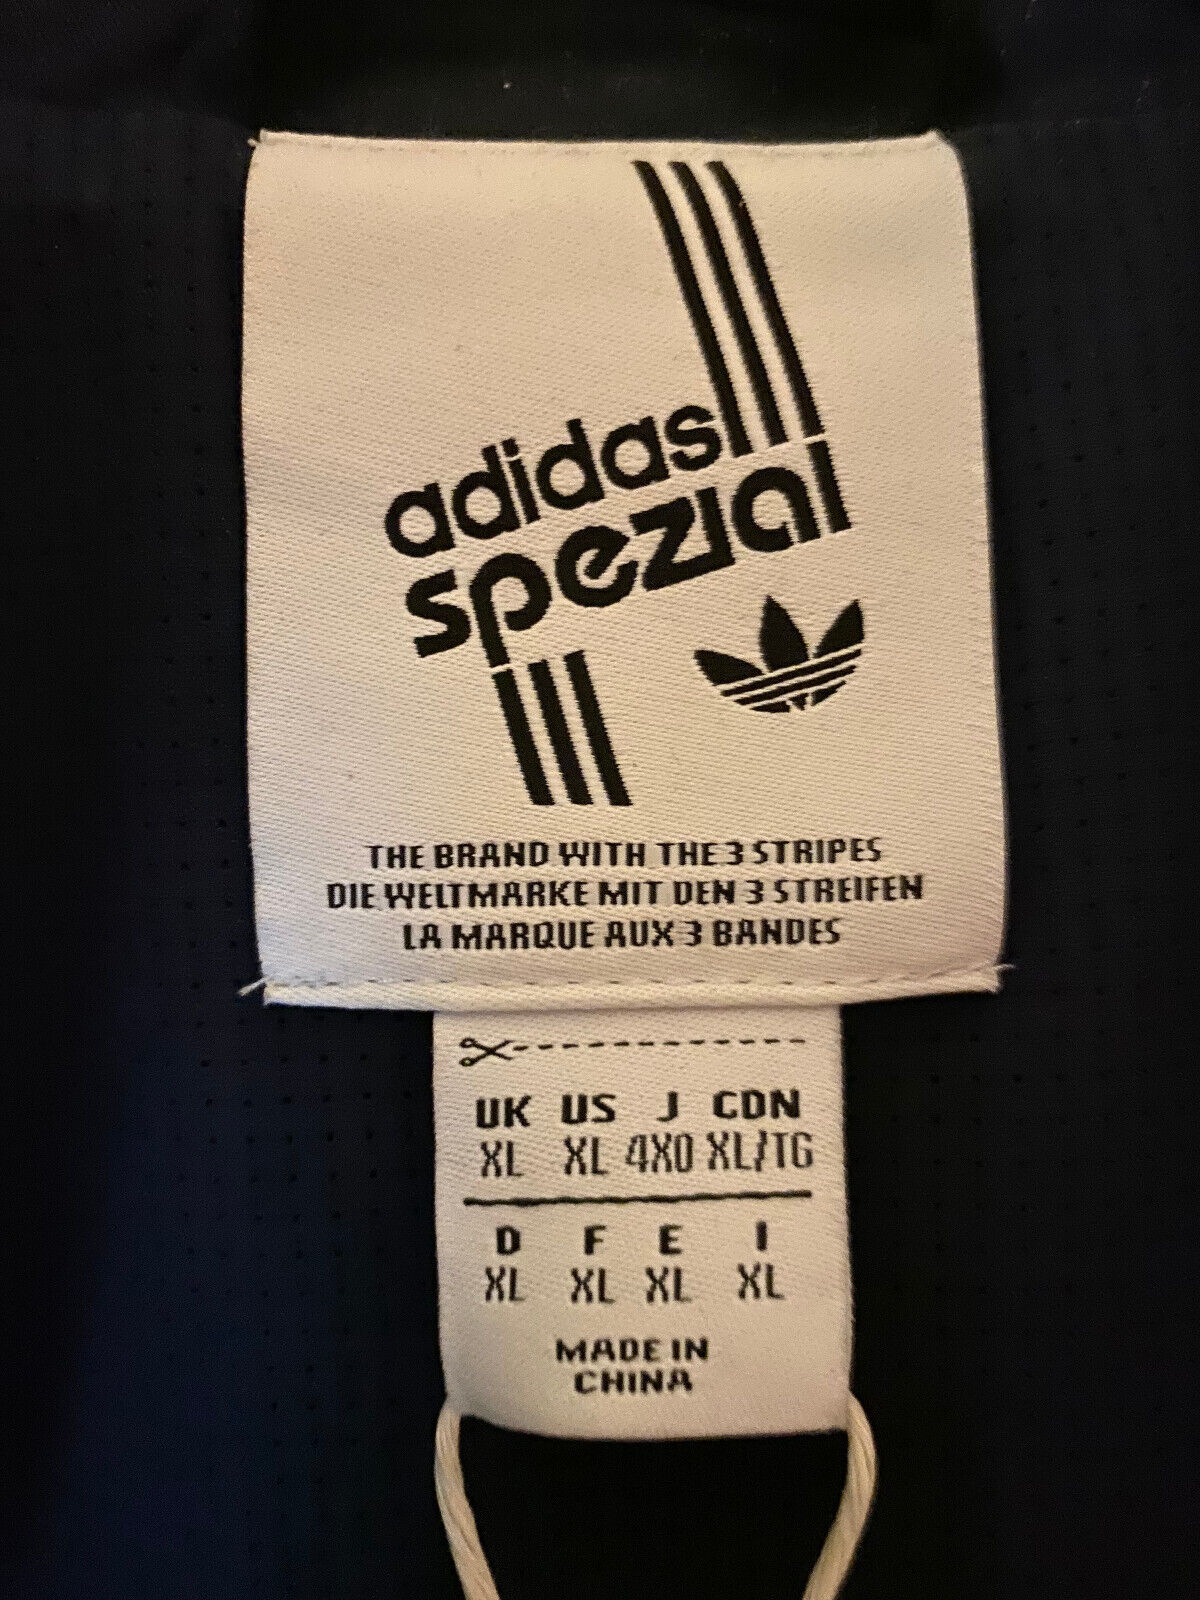 adidas
spezial
THE BRAND WITH THE 3 STRIPES
DIE WELTMARKE MIT DEN 3 STREIFEN
LA MARQUE AUX 3 BANDES
UK US J CDN
XL XL 4XO XL/TG
D F E I
XL XL XL XL
MADE IN
CHINA